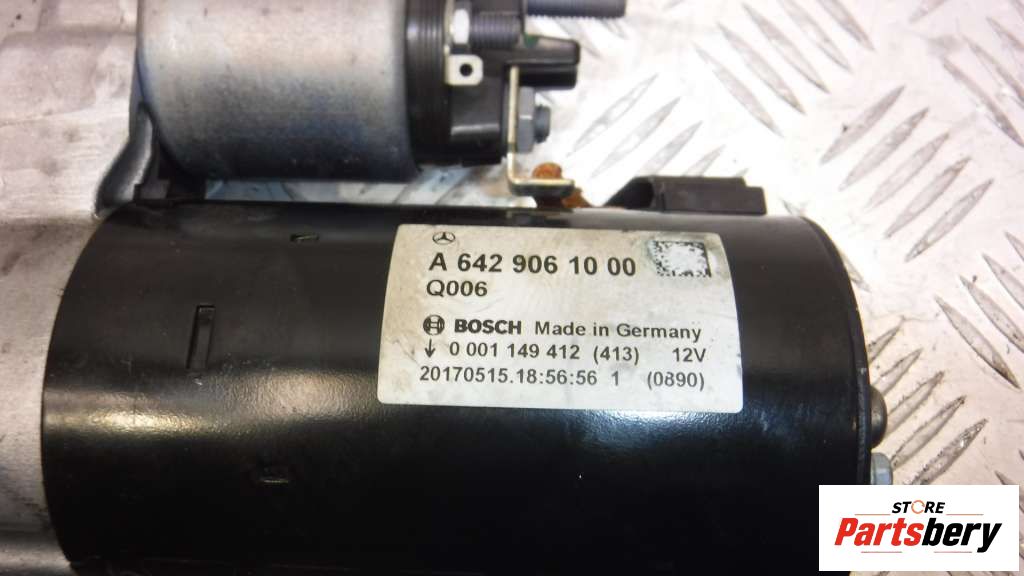 A 642 906 10 00
Q006
BOSCH Made in Germany
↓ 0 001 149 412 (413) 12V
20170515.18:56:56 1 (0890)
STORE
Partsbery